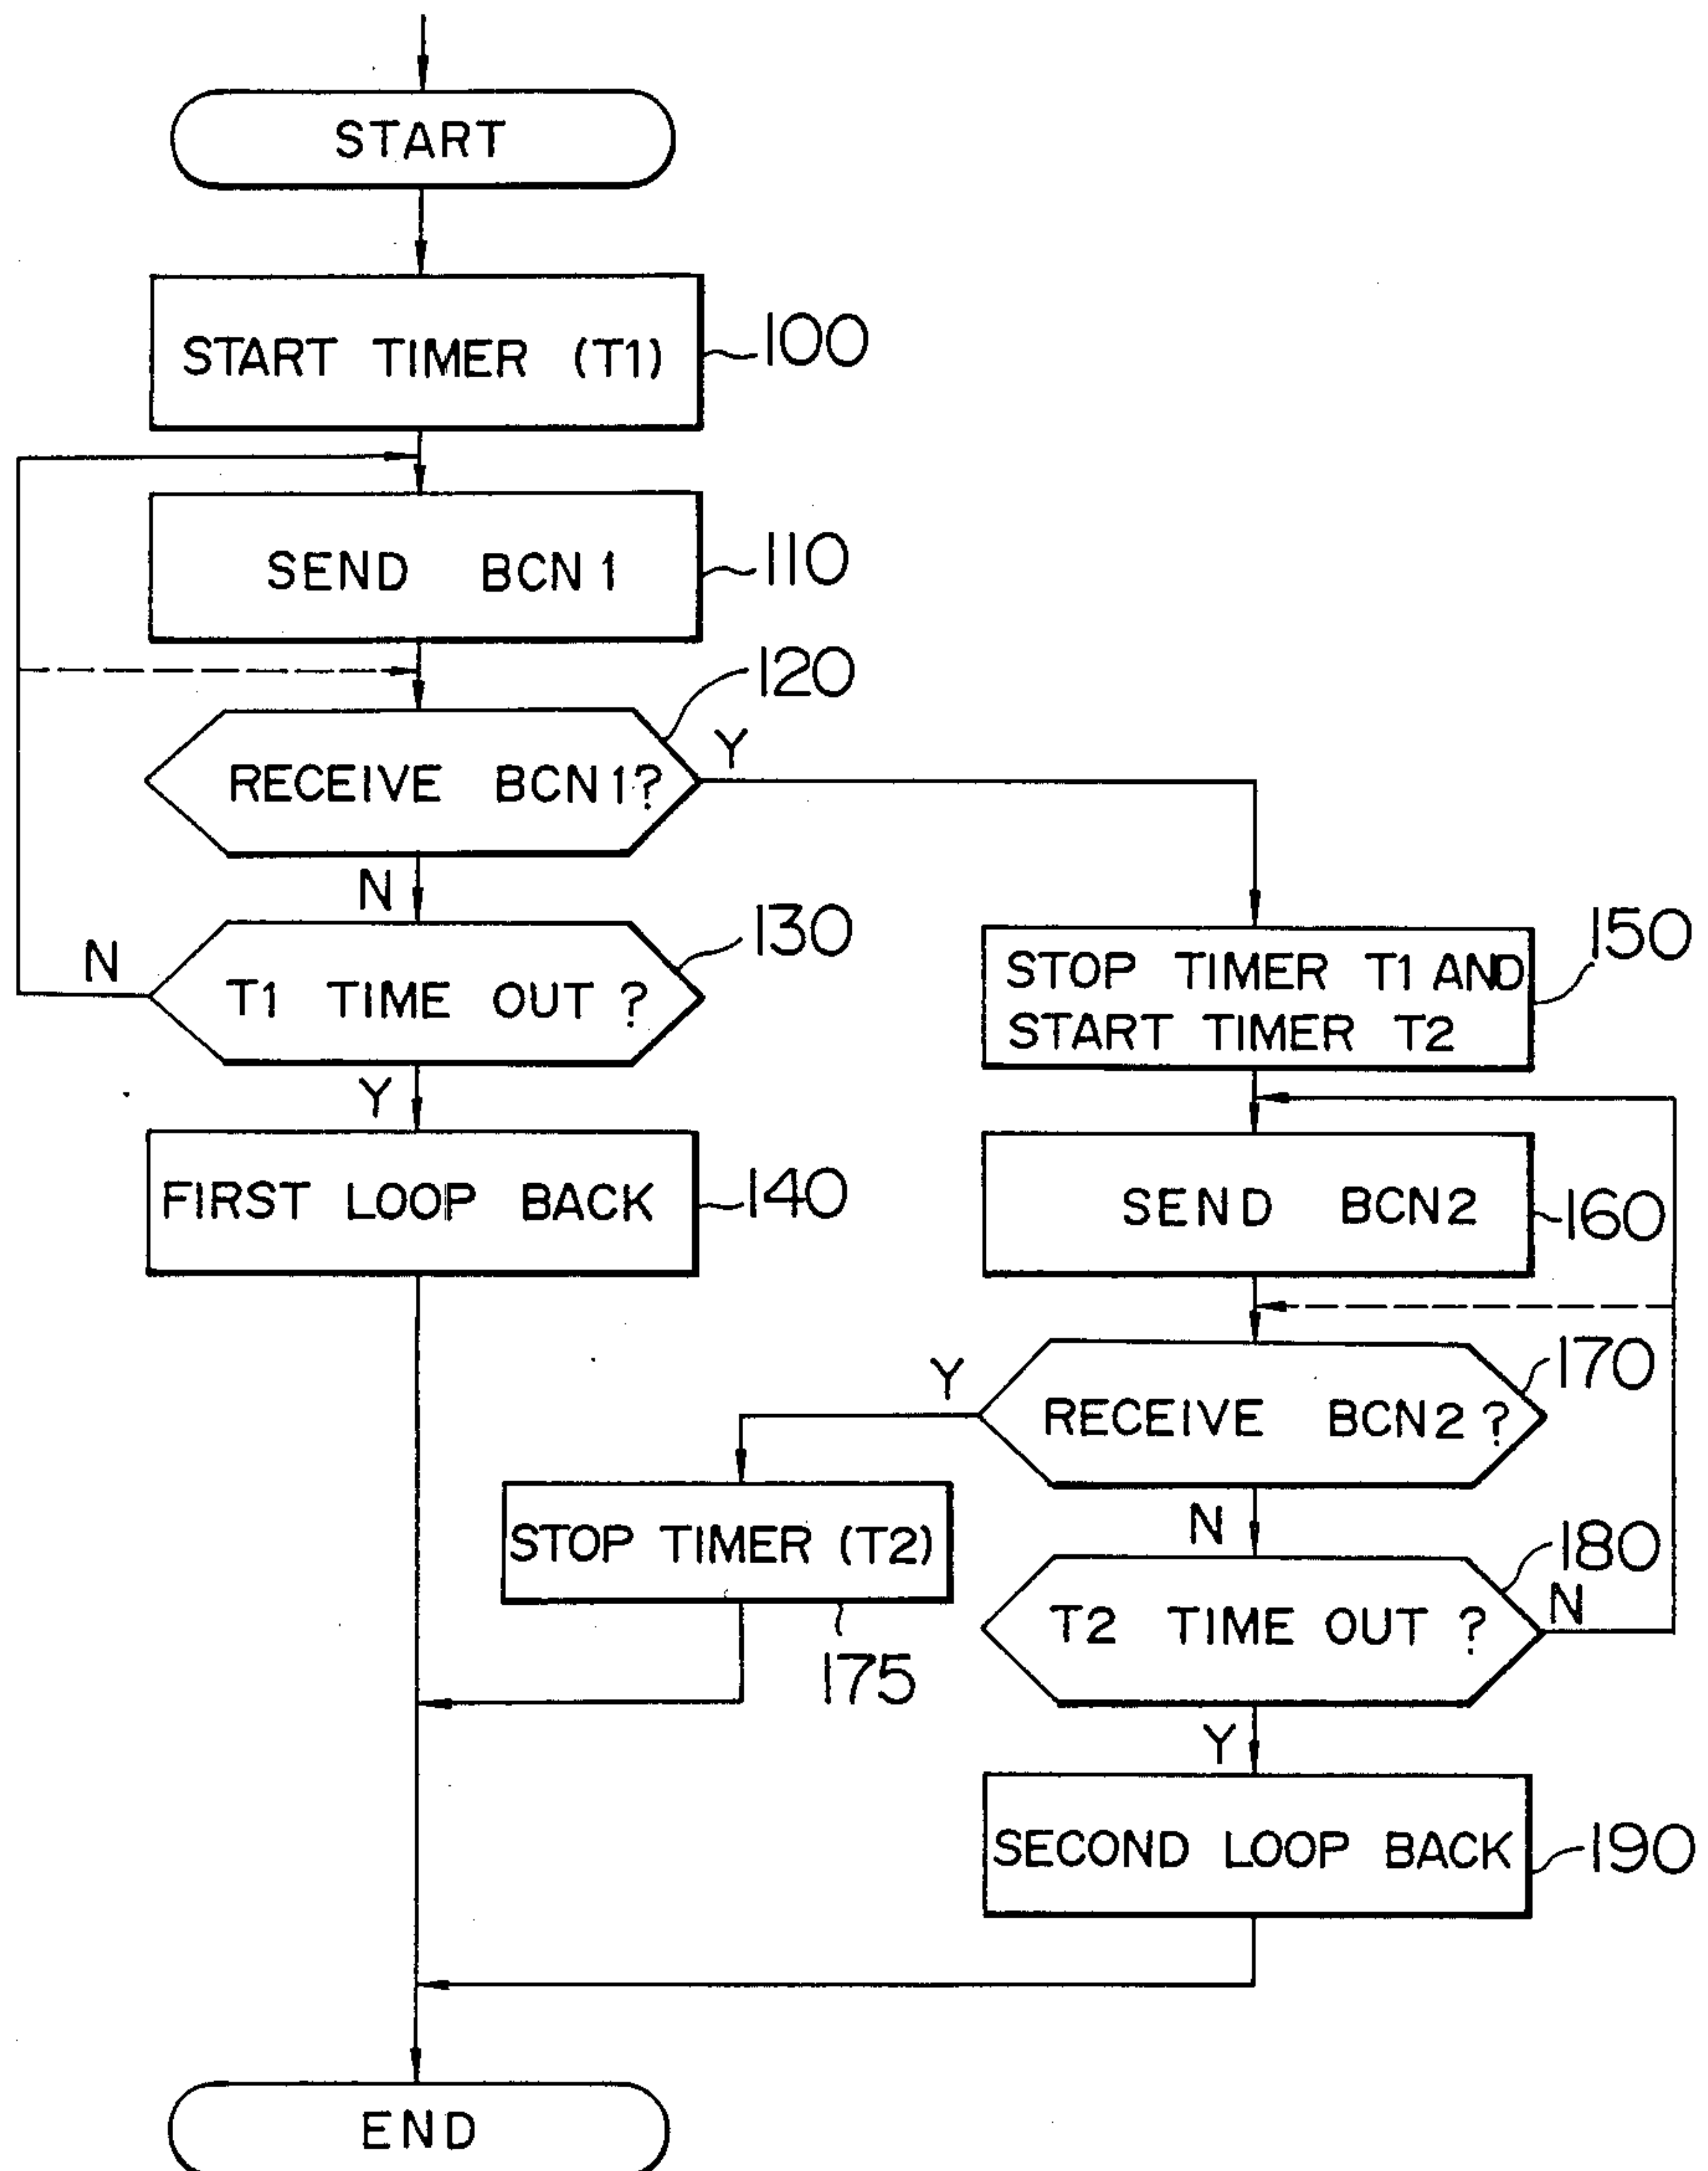 START
START TIMER (T1)
100
SEND BCN1
110
120
RECEIVE BCN1?
Y
N
130
T1 TIME OUT ?
N
Y
150
STOP TIMER T1 AND
START TIMER T2
FIRST LOOP BACK
140
SEND BCN2
160
170
RECEIVE BCN2 ?
Y
N
STOP TIMER (T2)
175
180
T2 TIME OUT ?
N
Y
SECOND LOOP BACK
190
END